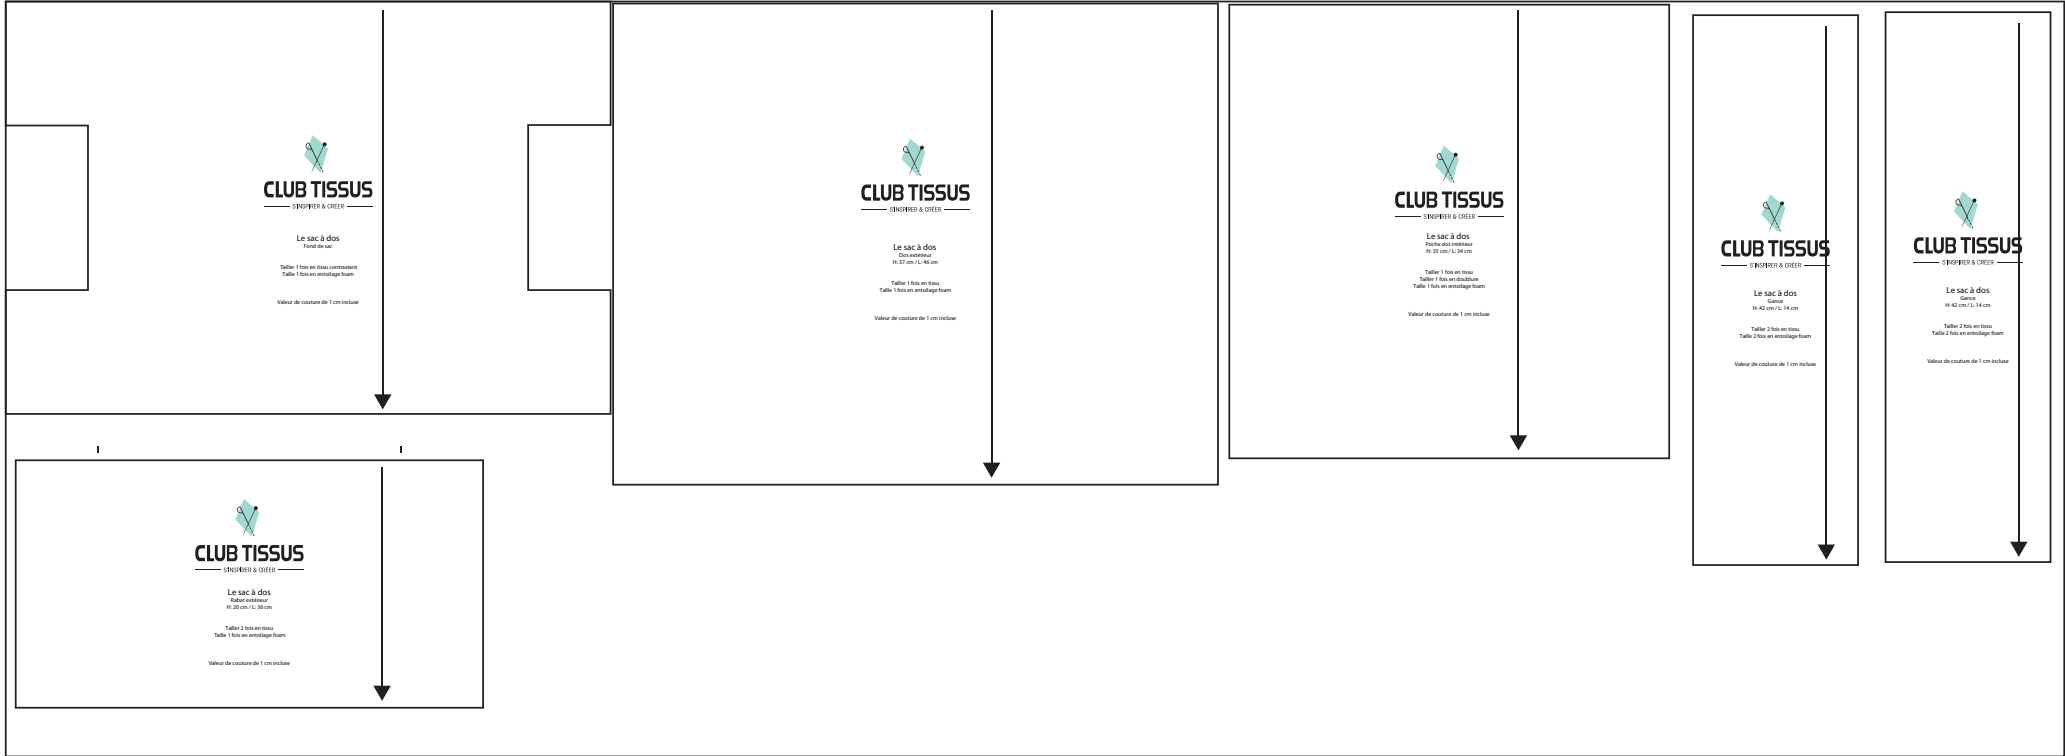 CLUB TISSUS
S'INSPIRER & CRÉER
Le sac à dos
Fond de sac
Tailler 1 fois en tissu contrastant
Taille 1 fois en entoilage foam
Valeur de couture de 1 cm incluse
CLUB TISSUS
S'INSPIRER & CRÉER
Le sac à dos
Dos extérieur
H: 37 cm / L: 46 cm
Tailler 1 fois en tissu
Taille 1 fois en entoilage foam
Valeur de couture de 1 cm incluse
CLUB TISSUS
S'INSPIRER & CRÉER
Le sac à dos
Poche dos intérieur
H: 35 cm / L: 34 cm
Tailler 1 fois en tissu
Tailler 1 fois en doublure
Taille 1 fois en entoilage foam
Valeur de couture de 1 cm incluse
CLUB TISSUS
S'INSPIRER & CRÉER
Le sac à dos
Gance
H: 42 cm / L: 14 cm
Tailler 2 fois en tissu
Taille 2 fois en entoilage foam
Valeur de couture de 1 cm incluse
CLUB TISSUS
S'INSPIRER & CRÉER
Le sac à dos
Gance
H: 42 cm / L: 14 cm
Tailler 2 fois en tissu
Taille 2 fois en entoilage foam
Valeur de couture de 1 cm incluse
CLUB TISSUS
S'INSPIRER & CRÉER
Le sac à dos
Rabat extérieur
H: 20 cm / L: 36 cm
Tailler 2 fois en tissu
Taille 1 fois en entoilage foam
Valeur de couture de 1 cm incluse